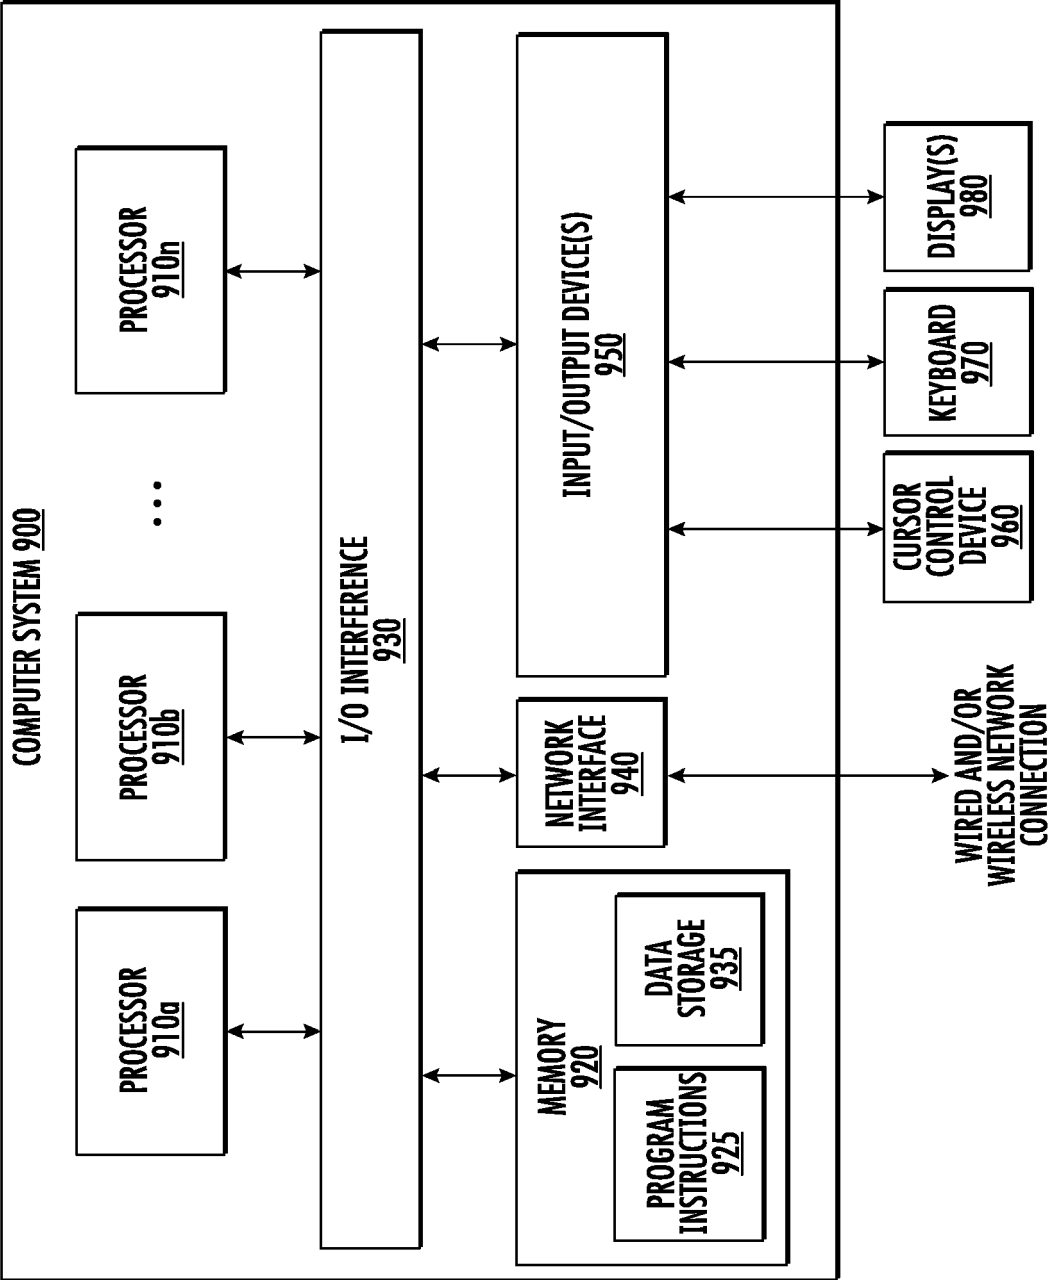 COMPUTER SYSTEM 900
PROCESSOR
910a
PROCESSOR
910b
...
PROCESSOR
910n
I/O INTERFERENCE
930
MEMORY
920
PROGRAM
INSTRUCTIONS
925
DATA
STORAGE
935
NETWORK
INTERFACE
940
INPUT/OUTPUT DEVICE(S)
950
WIRED AND/OR
WIRELESS NETWORK
CONNECTION
CURSOR
CONTROL
DEVICE
960
KEYBOARD
970
DISPLAY(S)
980